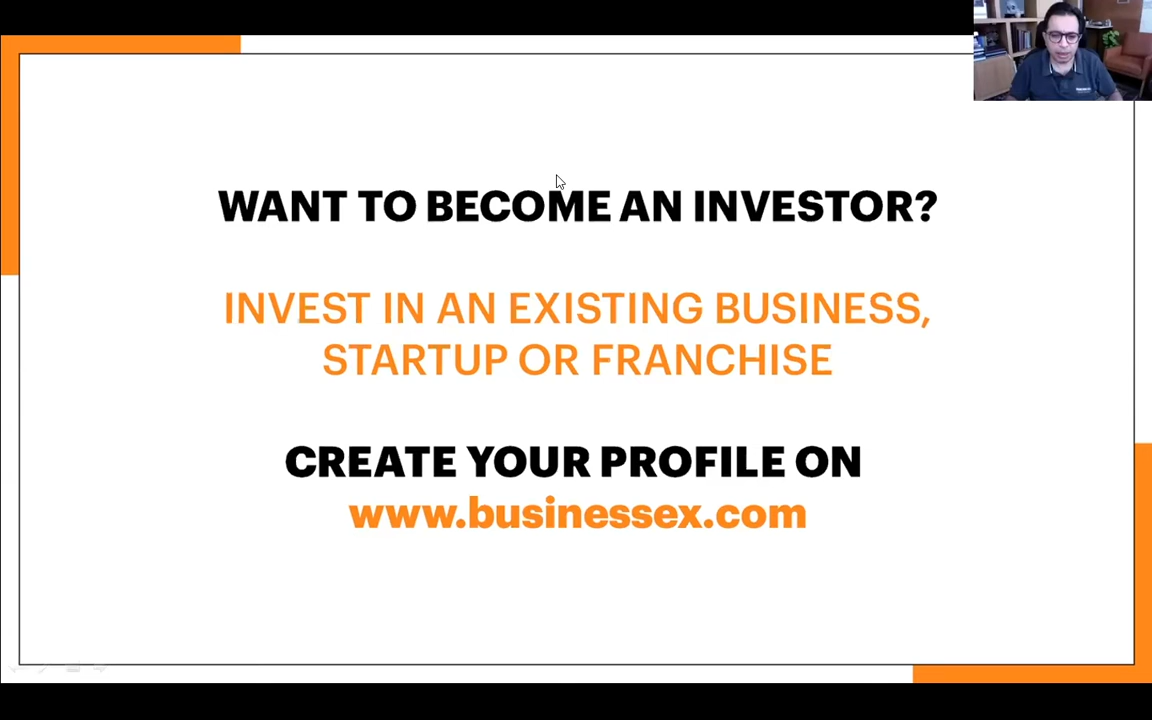 WANT TO BECOME AN INVESTOR?
INVEST IN AN EXISTING BUSINESS,
STARTUP OR FRANCHISE
CREATE YOUR PROFILE ON
www.businessex.com